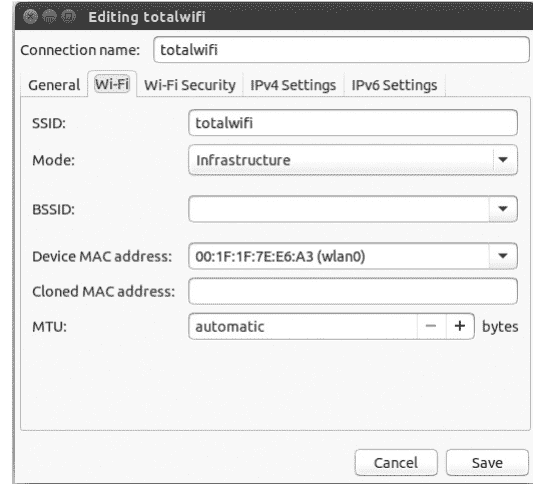 Editing totalwifi
Connection name: totalwifi
General Wi-Fi Wi-Fi Security IPv4 Settings IPv6 Settings
SSID: totalwifi
Mode: Infrastructure
BSSID:
Device MAC address: 00:1F:1F:7E:E6:A3 (wlan0)
Cloned MAC address:
MTU: automatic − + bytes
Cancel Save